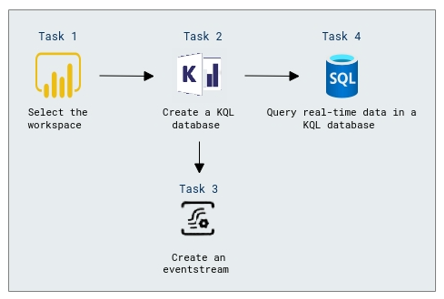 Task 1
Select the
workspace
Task 2
K
Create a KQL
database
Task 4
SQL
Query real-time data in a
KQL database
Task 3
Create an
eventstream